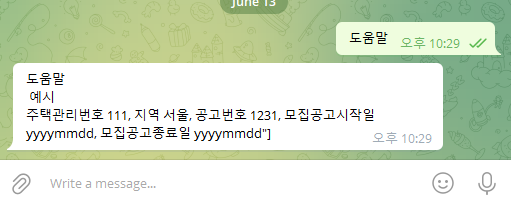 June 13
도움말 오후 10:29
도움말
예시
주택관리번호 111, 지역 서울, 공고번호 1231, 모집공고시작일
yyyymmdd, 모집공고종료일 yyyymmdd"]
오후 10:29
Write a message...